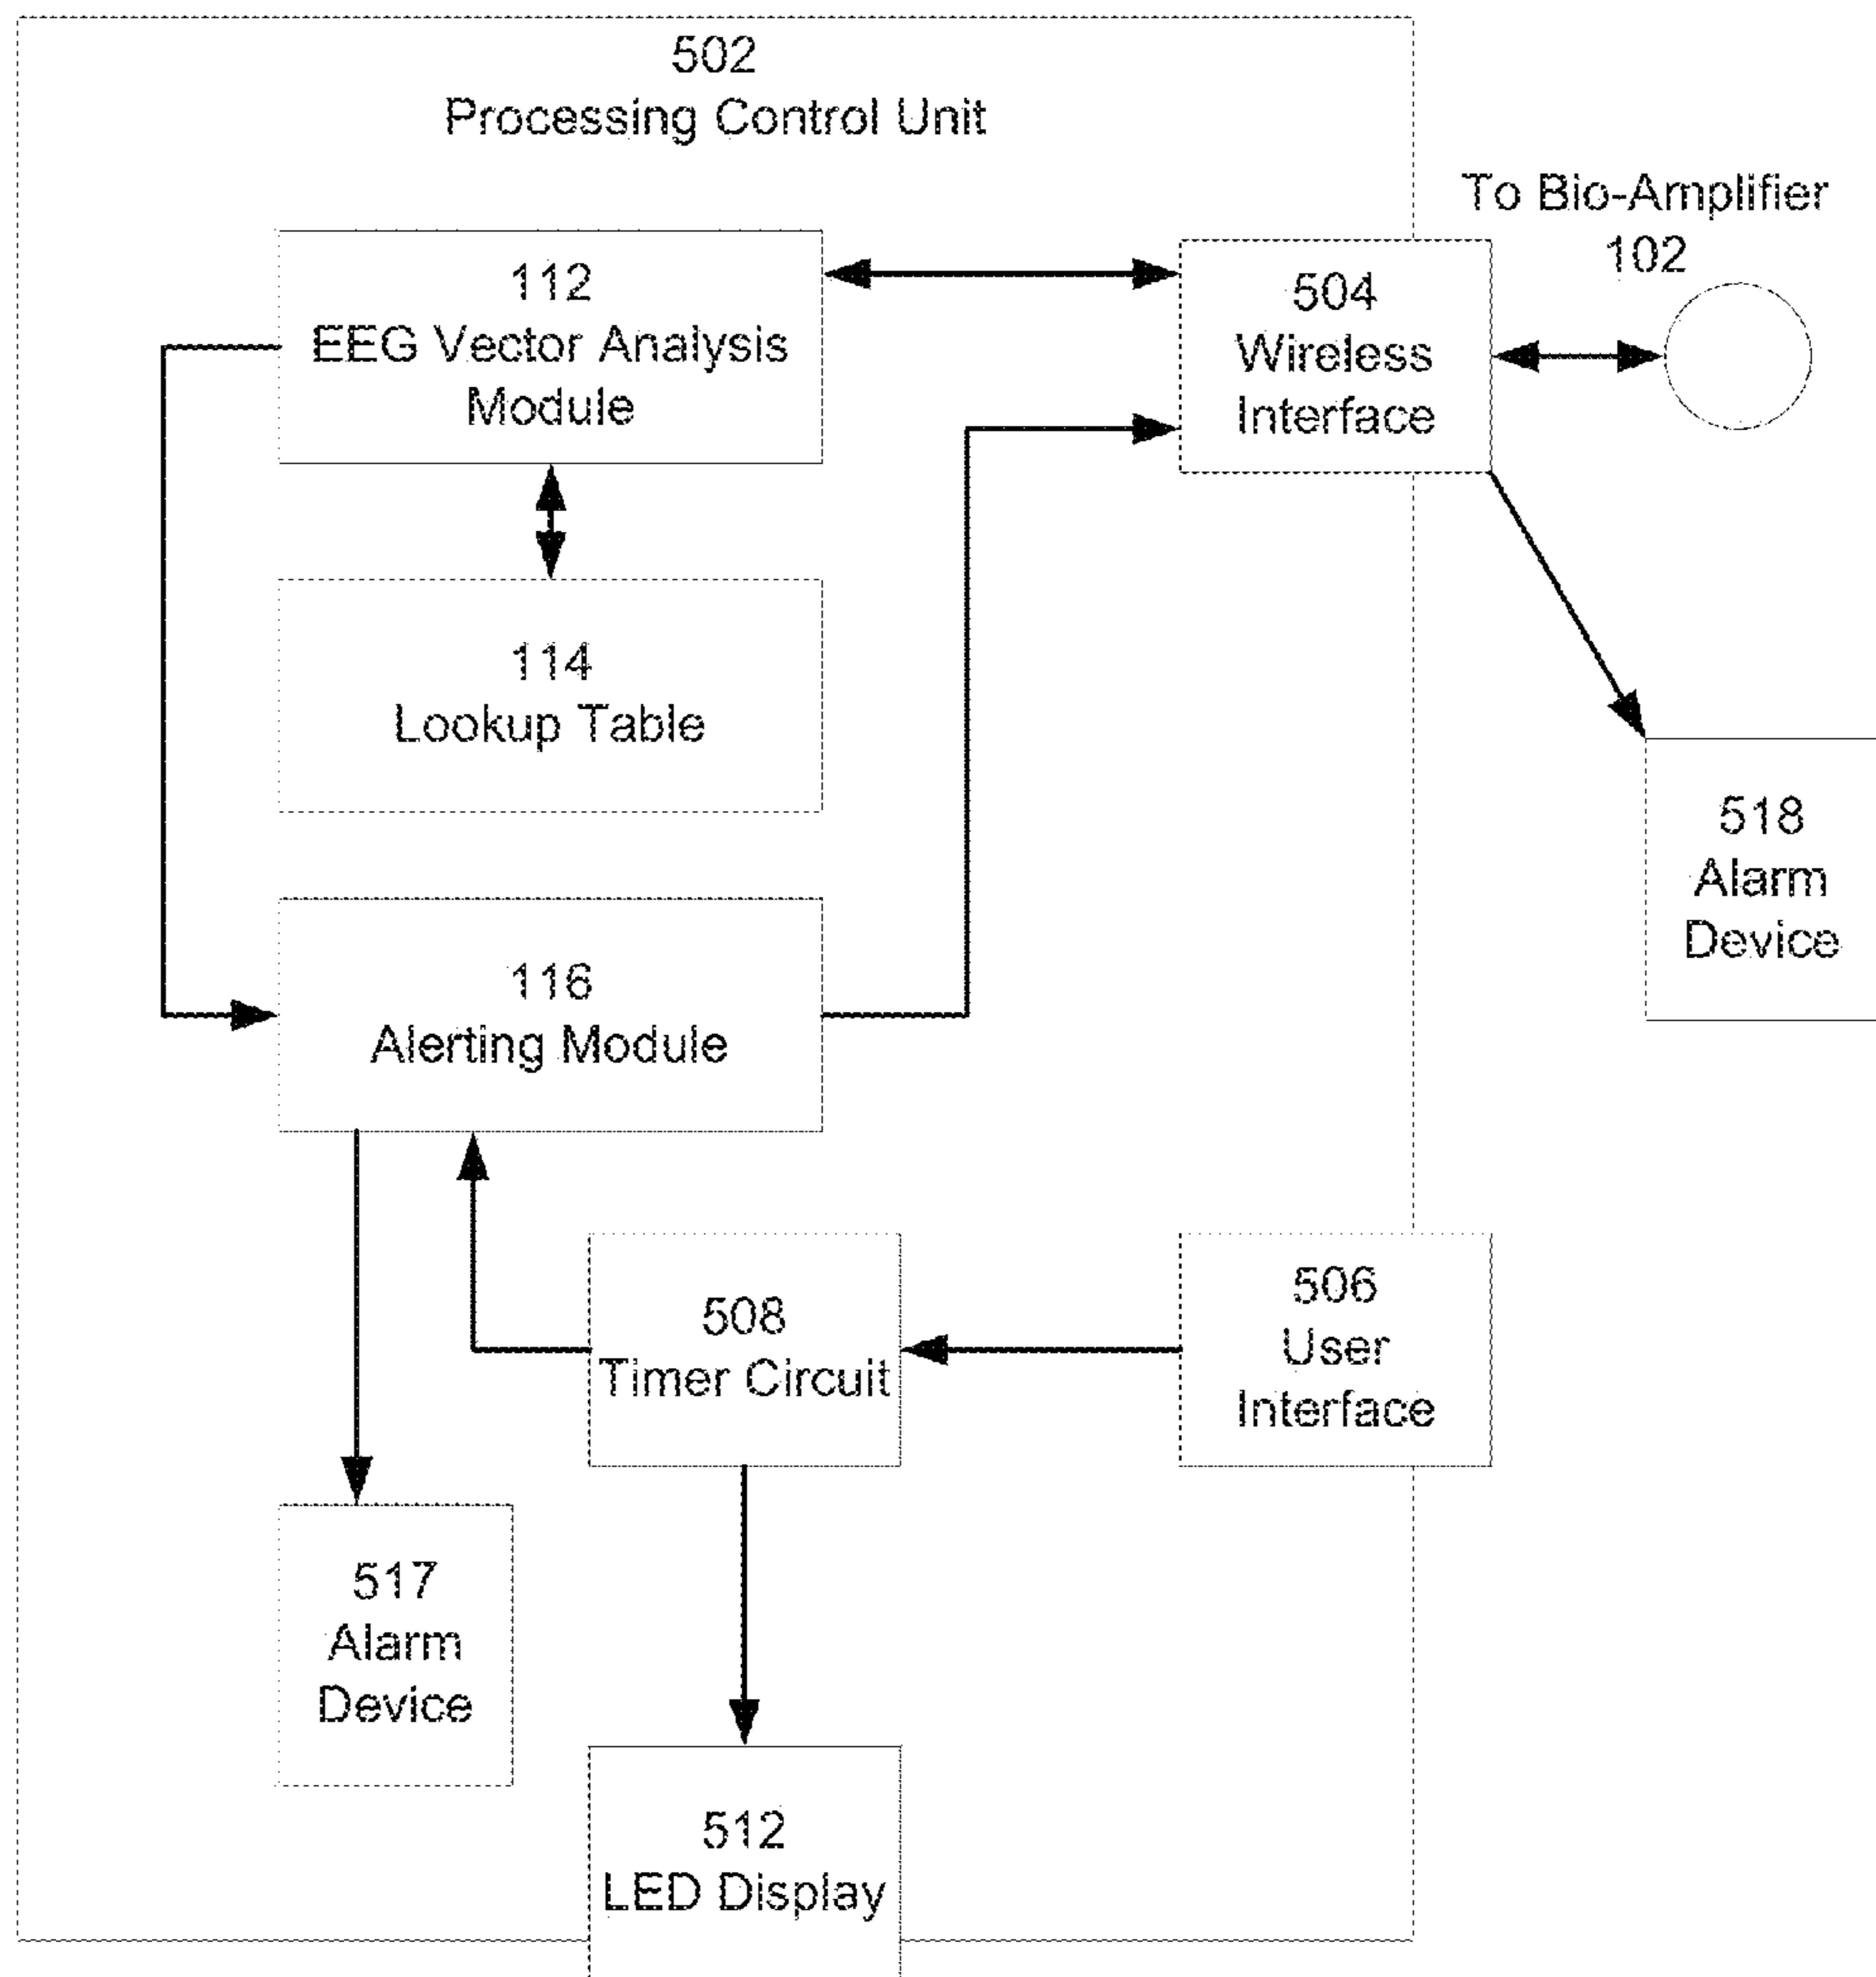 502
Processing Control Unit
To Bio-Amplifier
102
112
EEG Vector Analysis
Module
504
Wireless
Interface
114
Lookup Table
518
Alarm
Device
116
Alerting Module
508
Timer Circuit
506
User
Interface
517
Alarm
Device
512
LED Display